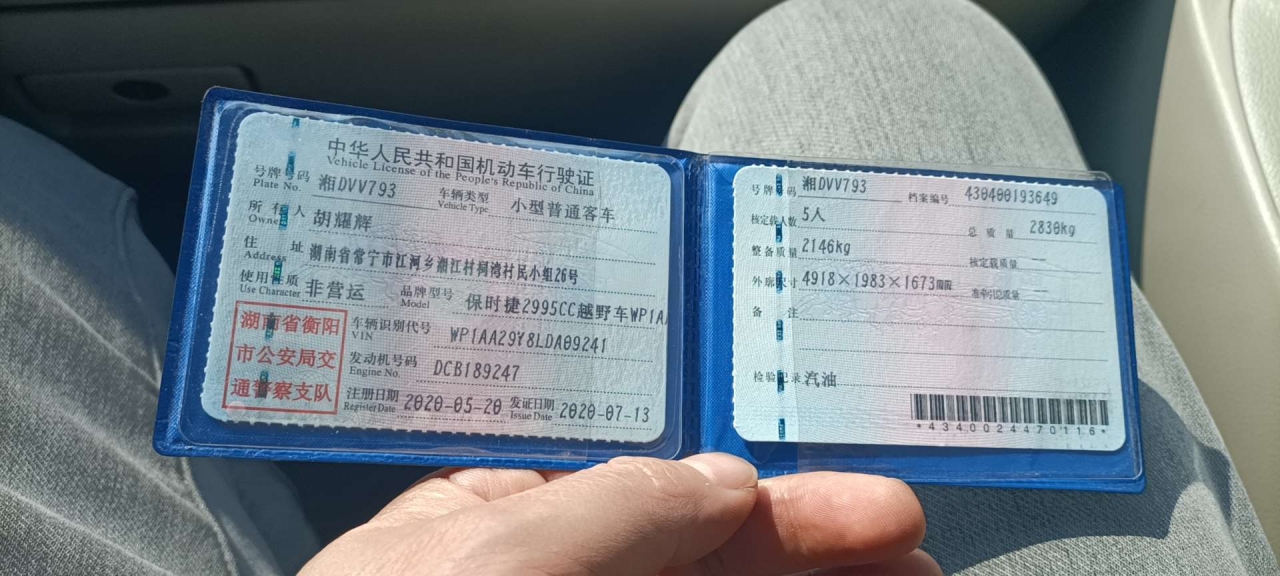 中华人民共和国机动车行驶证
Vehicle License of the People's Republic of China
号牌号码 湘DVV793 车辆类型 小型普通客车
Plate No. Vehicle Type
所有人 胡耀辉
Owner
住址 湖南省常宁市江河乡湘江村柯湾村民小组26号
Address
使用性质 非营运 品牌型号 保时捷2995CC越野车WP1A
Use Character Model
湖南省衡阳
市公安局交
通警察支队
车辆识别代号 WP1AA29Y8LDA09241
VIN
发动机号码 DCB189247
Engine No.
注册日期 2020-05-20 发证日期 2020-07-13
Register Date Issue Date
号牌号码 湘DVV793 档案编号 430400193649
核定载人数 5人 总质量 2830kg
整备质量 2146kg 核定载质量 —
外廓尺寸 4918×1983×1673mm 准牵引总质量 —
备注
检验记录 汽油
*4340024470116*